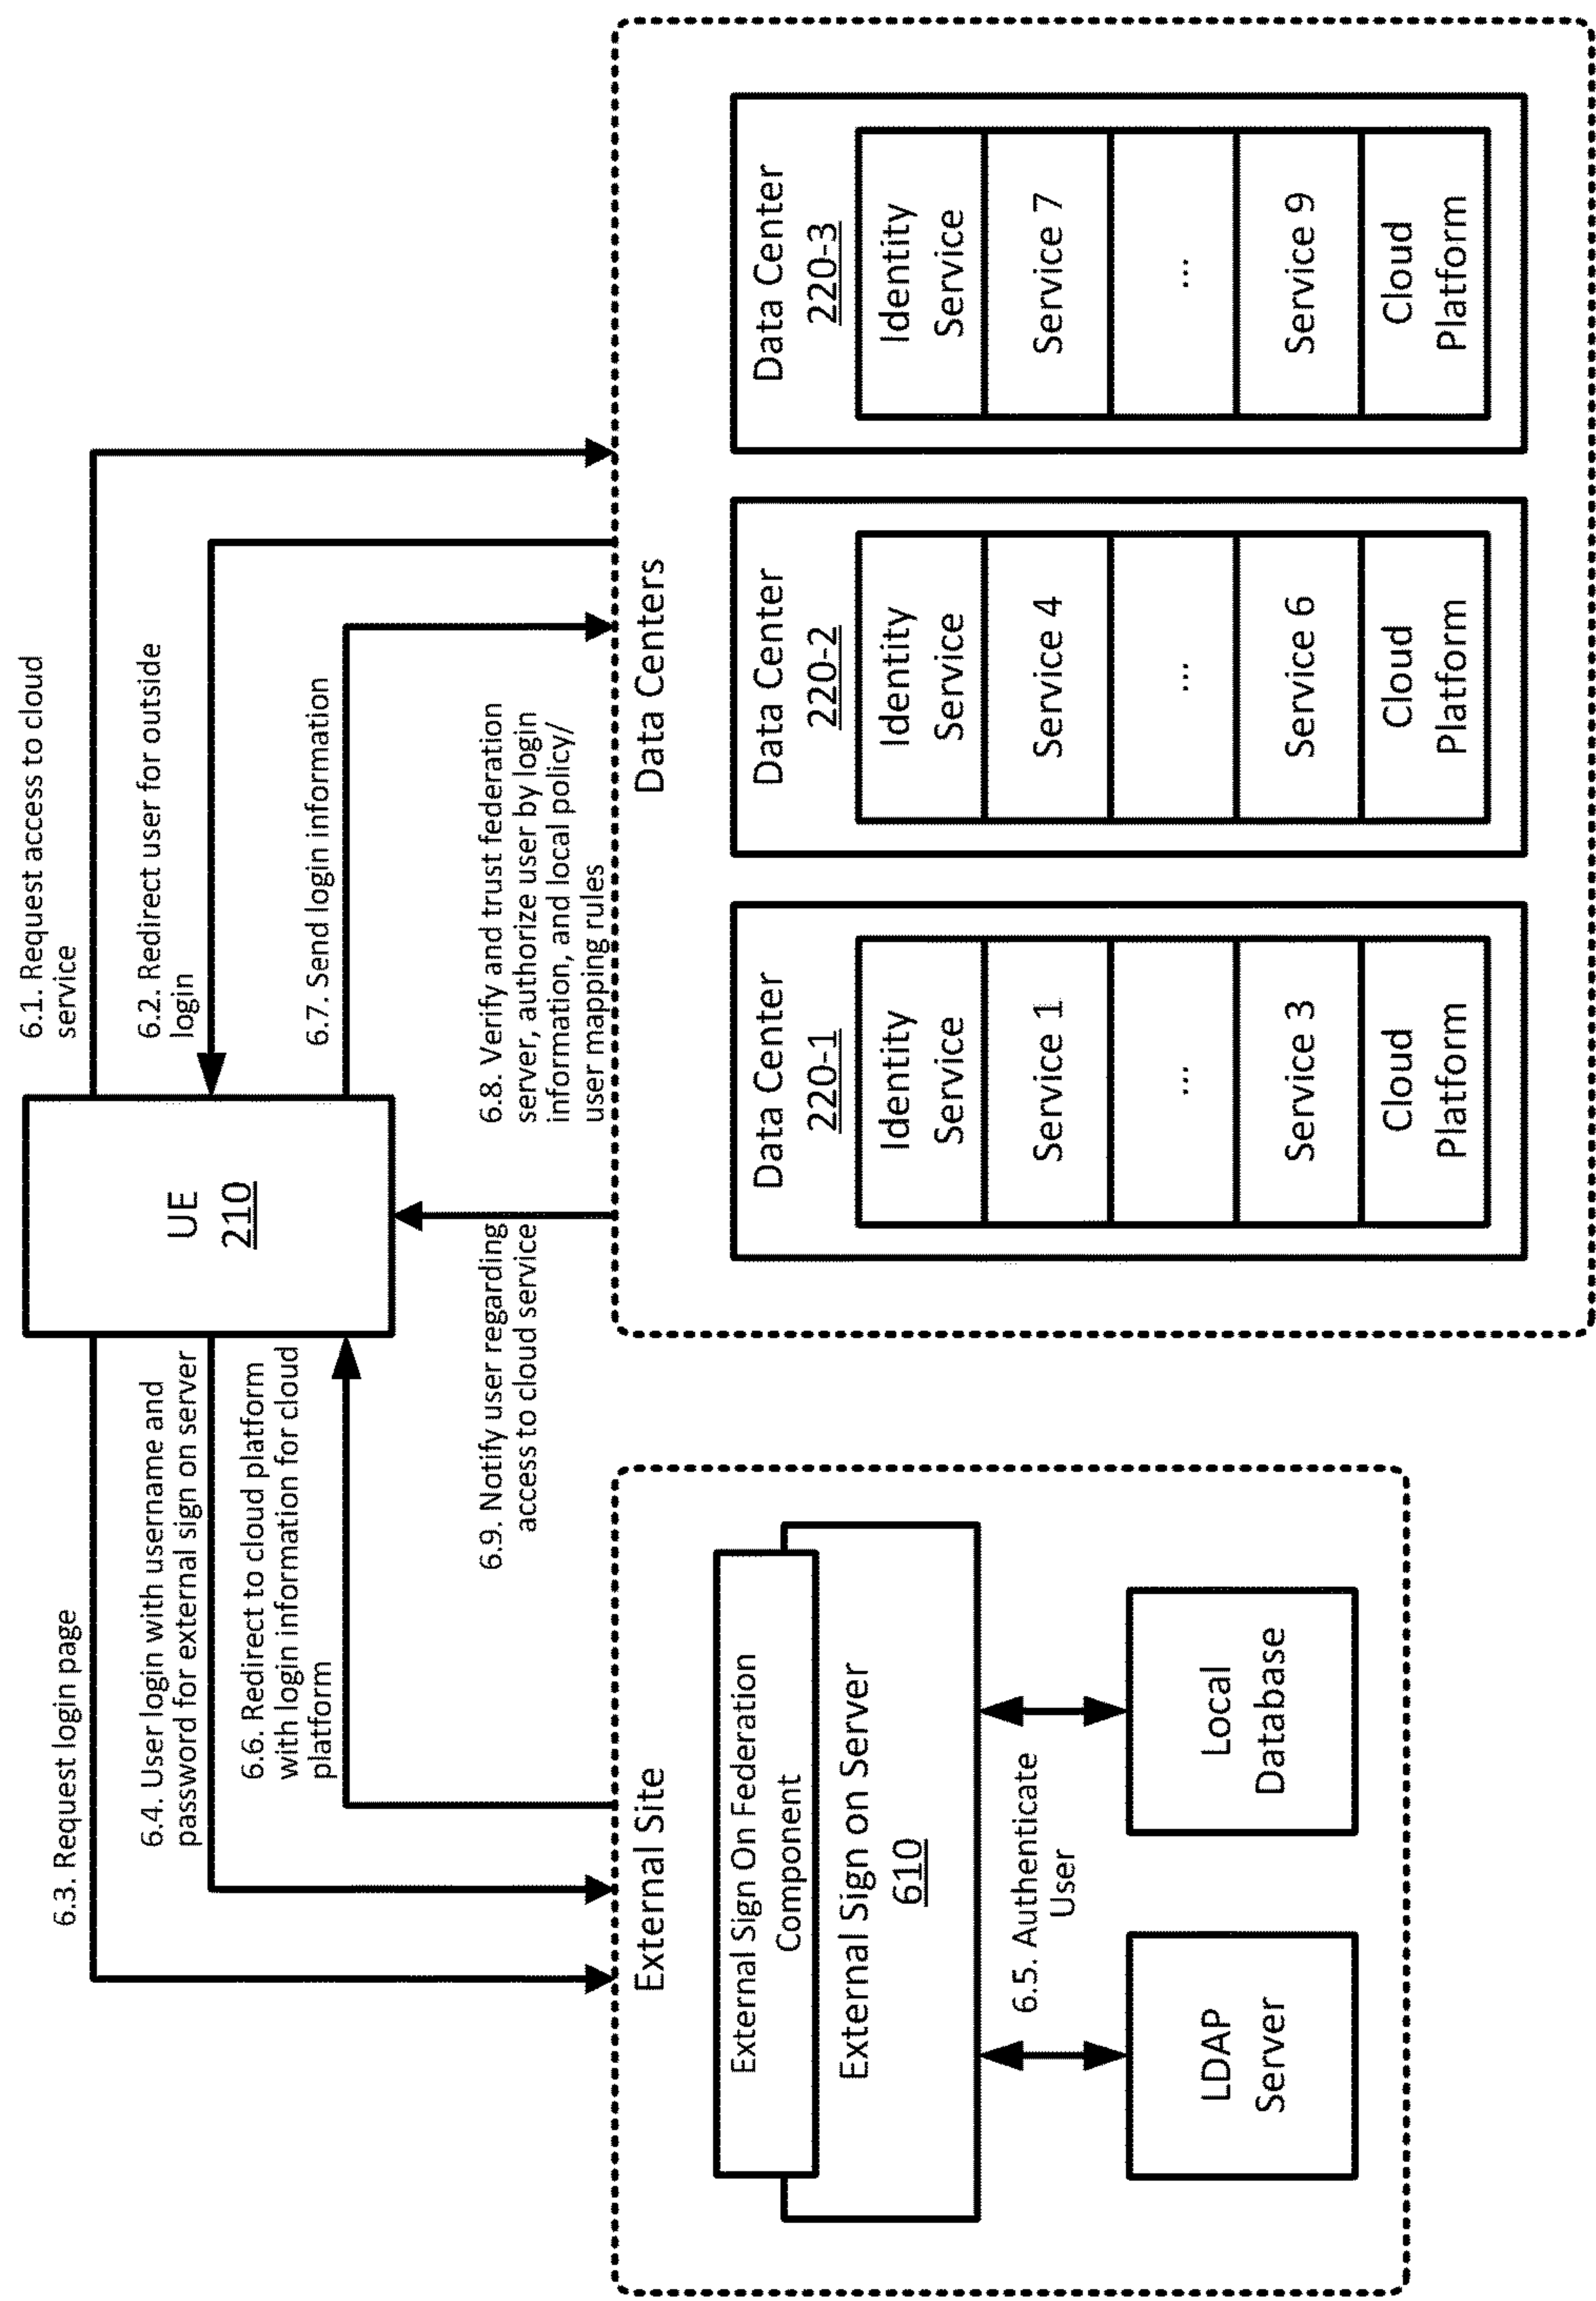 6.3. Request login page
6.4. User login with username and
password for external sign on server
6.6. Redirect to cloud platform
with login information for cloud
platform
UE
210
6.1. Request access to cloud
service
6.2. Redirect user for outside
login
6.7. Send login information
6.9. Notify user regarding
access to cloud service
6.8. Verify and trust federation
server, authorize user by login
information, and local policy/
user mapping rules
External Site
External Sign On Federation
Component
External Sign on Server
610
6.5. Authenticate
User
LDAP
Server
Local
Database
Data Centers
Data Center
220-1
Identity
Service
Service 1
...
Service 3
Cloud
Platform
Data Center
220-2
Identity
Service
Service 4
...
Service 6
Cloud
Platform
Data Center
220-3
Identity
Service
Service 7
...
Service 9
Cloud
Platform